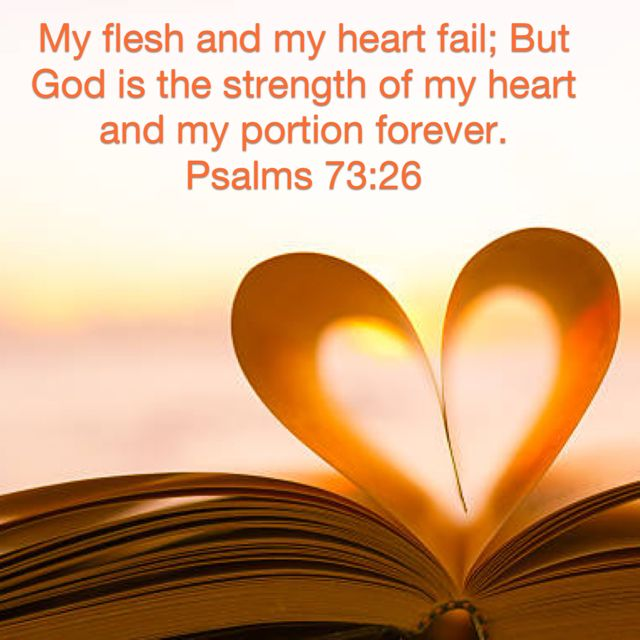 My flesh and my heart fail; But
God is the strength of my heart
and my portion forever.
Psalms 73:26